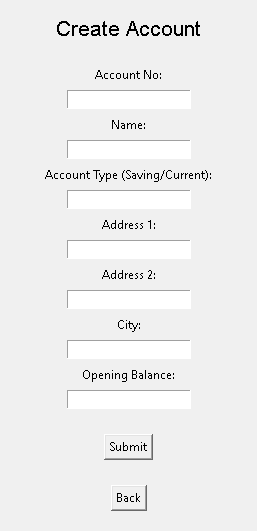 Create Account
Account No:
Name:
Account Type (Saving/Current):
Address 1:
Address 2:
City:
Opening Balance:
Submit
Back